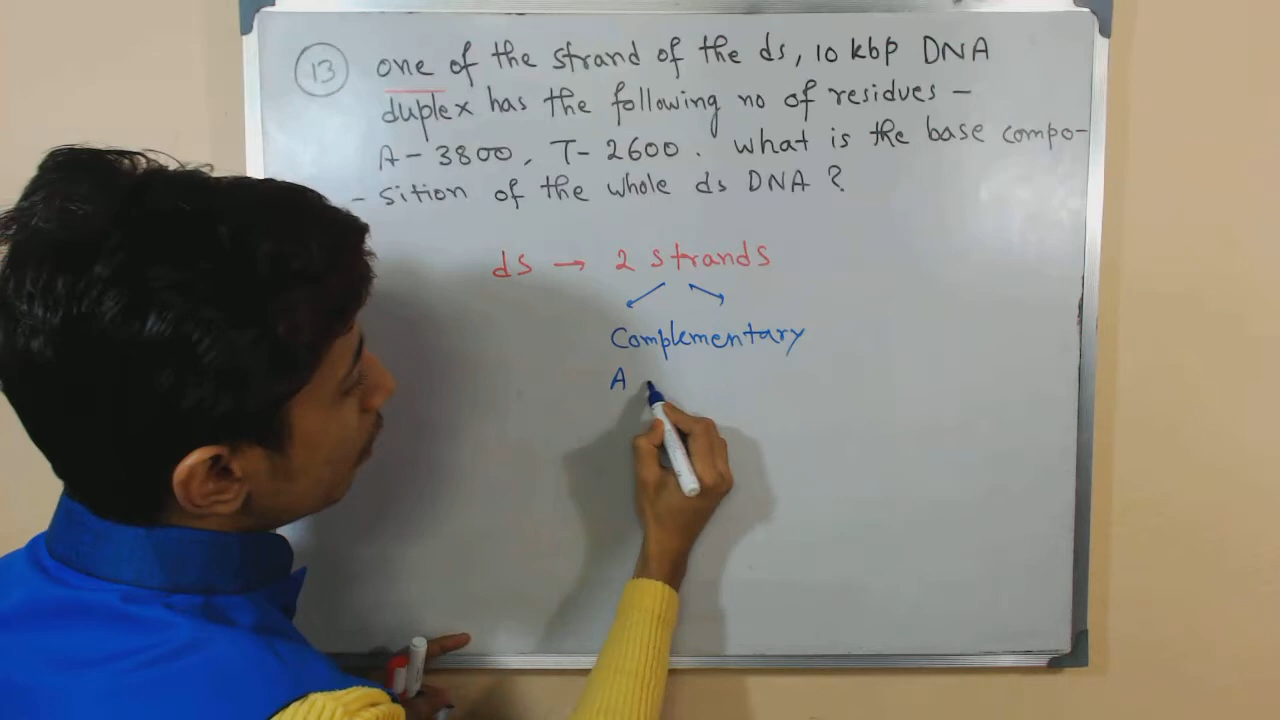 13 one of the strand of the ds, 10 kbp DNA
duplex has the following no of residues -
A - 3800, T - 2600. What is the base compo-
- sition of the whole ds DNA ?
ds → 2 strands
Complementary
A